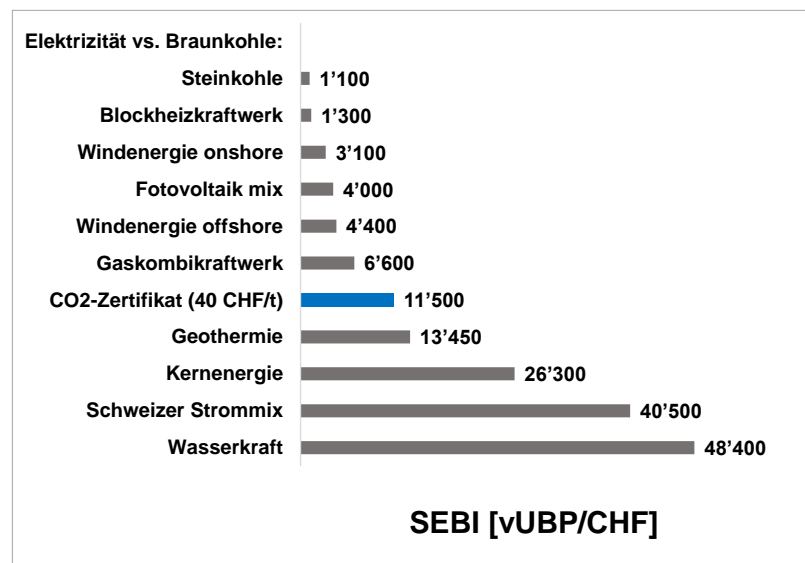 Elektrizität vs. Braunkohle:
Steinkohle 1’100
Blockheizkraftwerk 1’300
Windenergie onshore 3’100
Fotovoltaik mix 4’000
Windenergie offshore 4’400
Gaskombikraftwerk 6’600
CO2-Zertifikat (40 CHF/t) 11’500
Geothermie 13’450
Kernenergie 26’300
Schweizer Strommix 40’500
Wasserkraft 48’400
SEBI [vUBP/CHF]